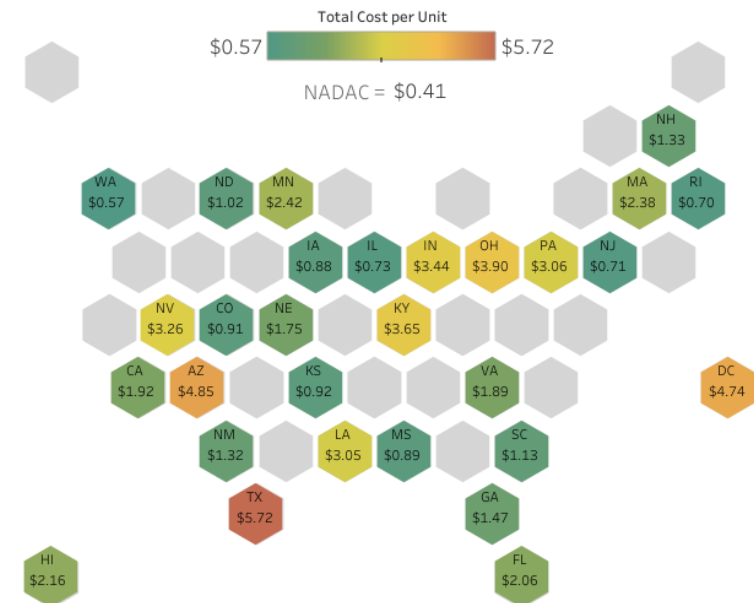 Total Cost per Unit
$0.57 $5.72
NADAC = $0.41
NH
$1.33
WA ND MN MA RI
$0.57 $1.02 $2.42 $2.38 $0.70
IA IL IN OH PA NJ
$0.88 $0.73 $3.44 $3.90 $3.06 $0.71
NV CO NE KY
$3.26 $0.91 $1.75 $3.65
CA AZ KS VA DC
$1.92 $4.85 $0.92 $1.89 $4.74
NM LA MS SC
$1.32 $3.05 $0.89 $1.13
TX GA
$5.72 $1.47
HI FL
$2.16 $2.06